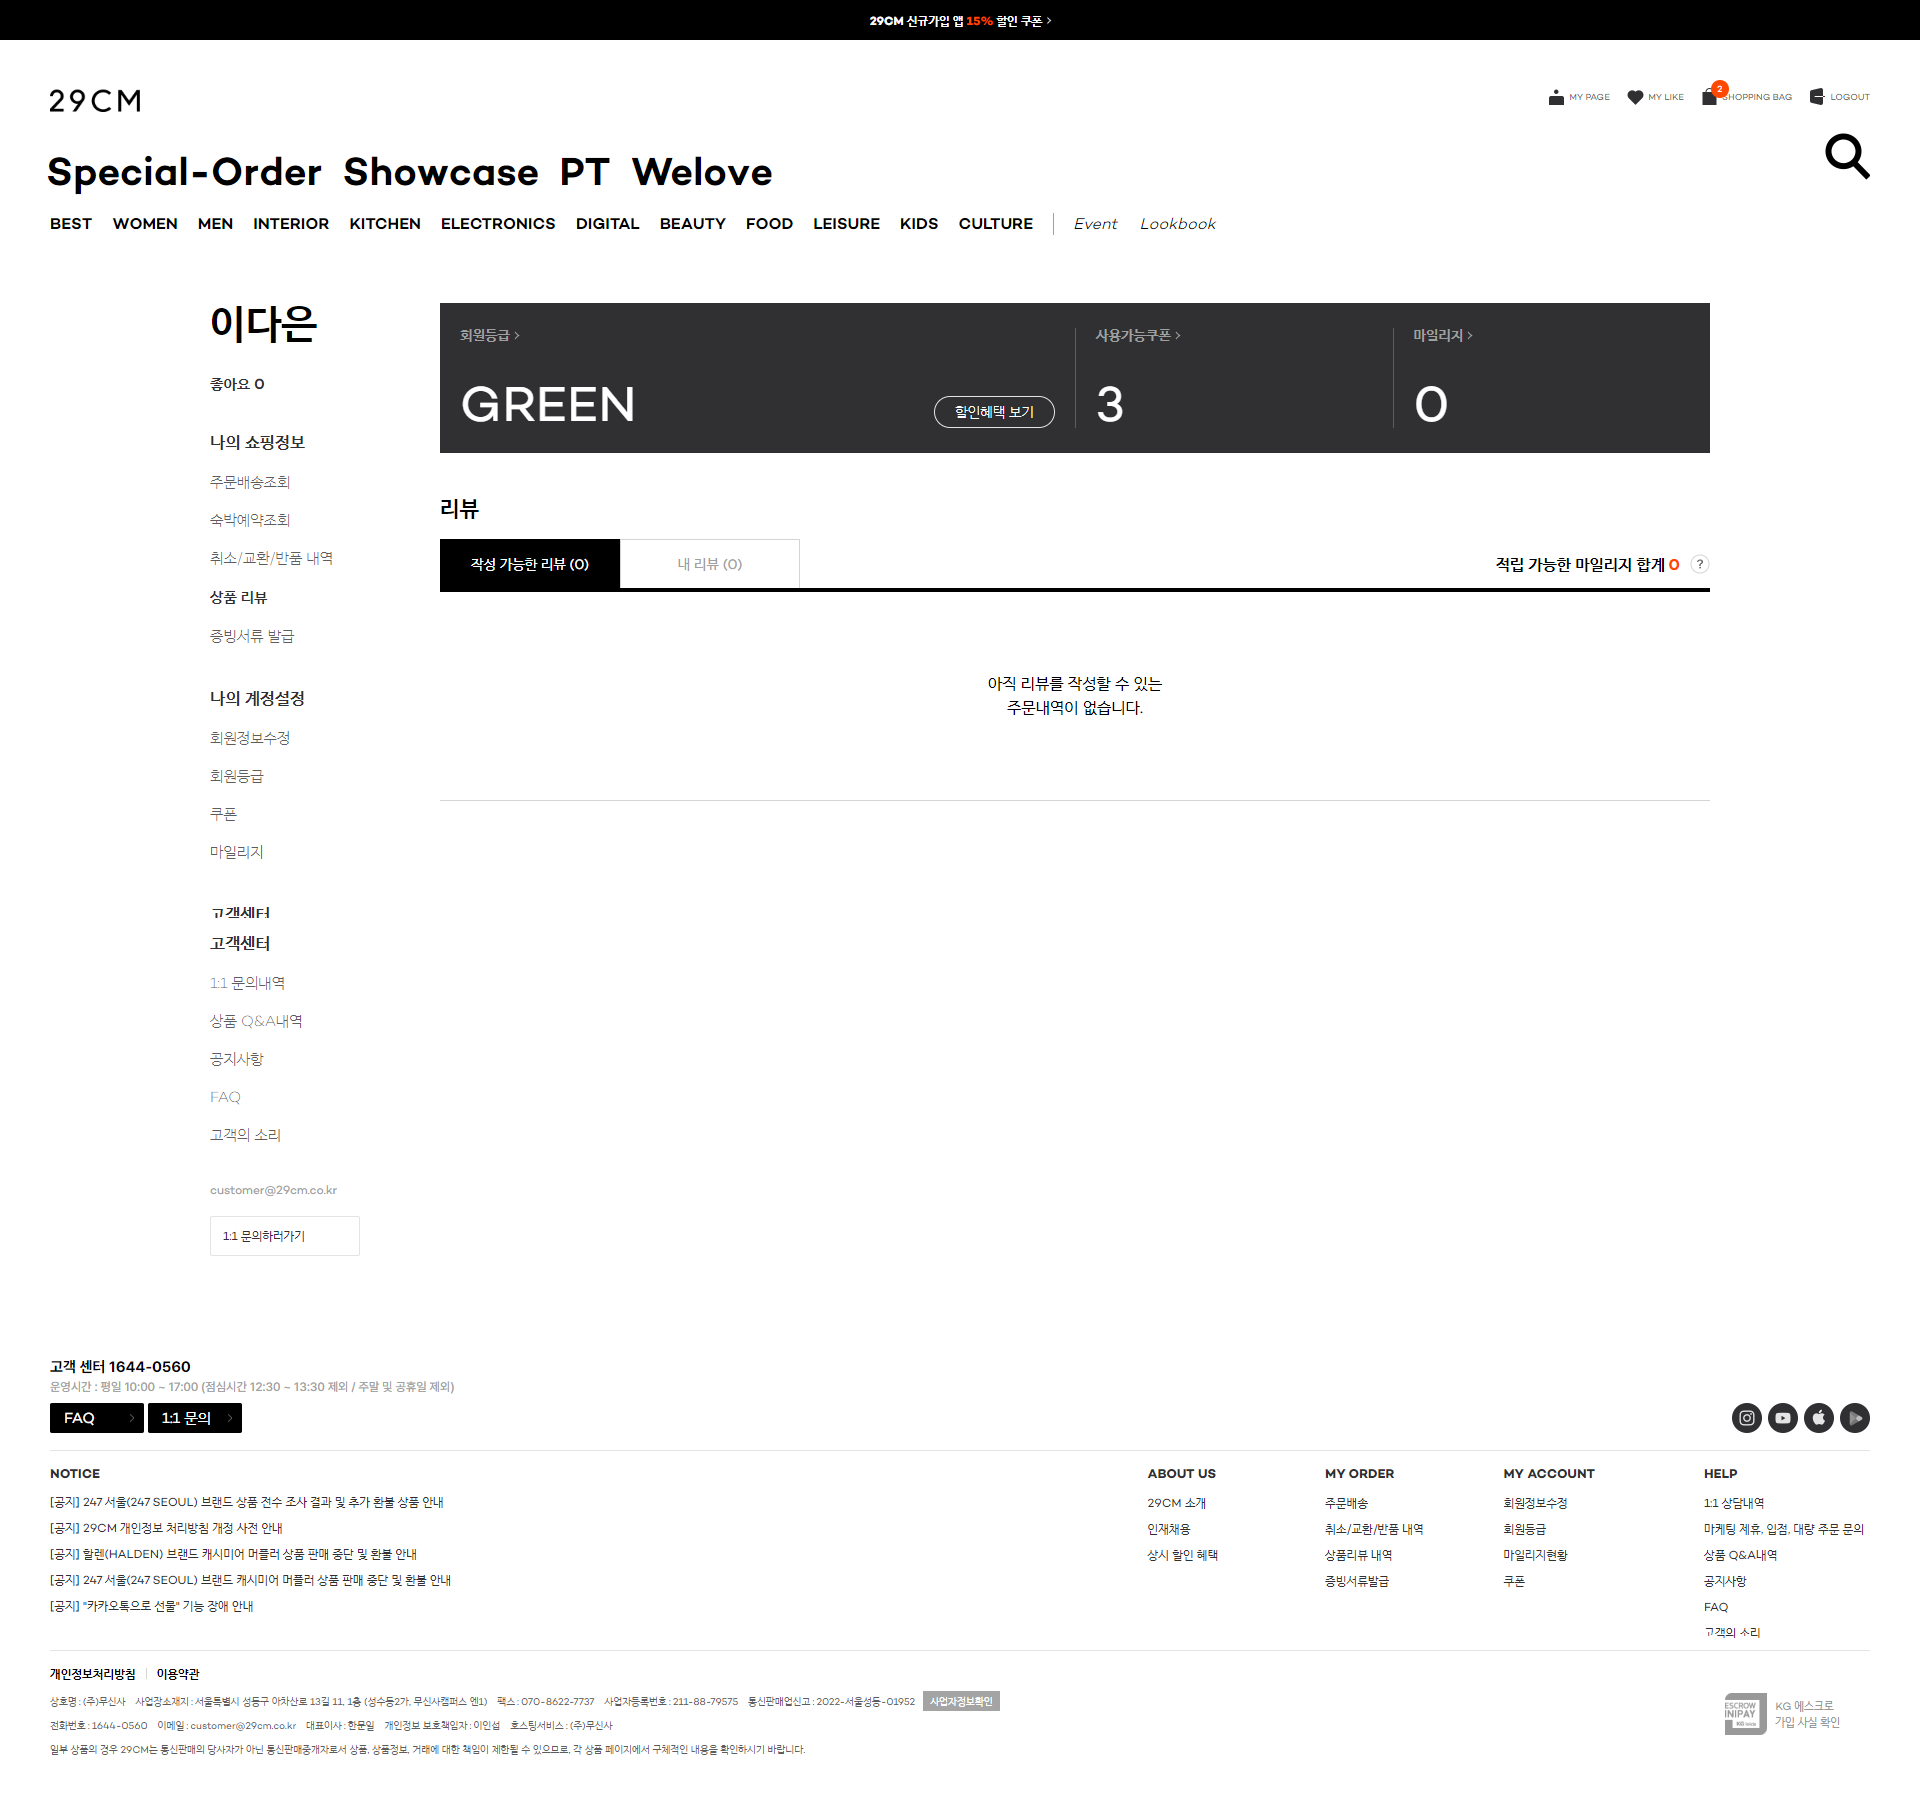 29CM 신규가입 앱 15% 할인 쿠폰 >
29CM
MY PAGE
MY LIKE
2
SHOPPING BAG
LOGOUT
Special-Order Showcase PT Welove
BEST WOMEN MEN INTERIOR KITCHEN ELECTRONICS DIGITAL BEAUTY FOOD LEISURE KIDS CULTURE Event Lookbook
이다은
좋아요 0
나의 쇼핑정보
주문배송조회
숙박예약조회
취소/교환/반품 내역
상품 리뷰
증빙서류 발급
나의 계정설정
회원정보수정
회원등급
쿠폰
마일리지
고객센터
고객센터
1:1 문의내역
상품 Q&A내역
공지사항
FAQ
고객의 소리
customer@29cm.co.kr
1:1 문의하러가기
회원등급 >
GREEN
할인혜택 보기
사용가능쿠폰 >
3
마일리지 >
0
리뷰
작성 가능한 리뷰 (0)
내 리뷰 (0)
적립 가능한 마일리지 합계 0 ?
아직 리뷰를 작성할 수 있는
주문내역이 없습니다.
고객 센터 1644-0560
운영시간 : 평일 10:00 ~ 17:00 (점심시간 12:30 ~ 13:30 제외 / 주말 및 공휴일 제외)
FAQ >
1:1 문의 >
NOTICE
[공지] 247 서울(247 SEOUL) 브랜드 상품 전수 조사 결과 및 추가 환불 상품 안내
[공지] 29CM 개인정보 처리방침 개정 사전 안내
[공지] 할렌(HALDEN) 브랜드 캐시미어 머플러 상품 판매 중단 및 환불 안내
[공지] 247 서울(247 SEOUL) 브랜드 캐시미어 머플러 상품 판매 중단 및 환불 안내
[공지] "카카오톡으로 선물" 기능 장애 안내
ABOUT US
29CM 소개
인재채용
상시 할인 혜택
MY ORDER
주문배송
취소/교환/반품 내역
상품리뷰 내역
증빙서류발급
MY ACCOUNT
회원정보수정
회원등급
마일리지현황
쿠폰
HELP
1:1 상담내역
마케팅 제휴, 입점, 대량 주문 문의
상품 Q&A내역
공지사항
FAQ
고객의 소리
개인정보처리방침
이용약관
상호명 : (주)무신사 사업장소재지 : 서울특별시 성동구 아차산로 13길 11, 1층 (성수동2가, 무신사캠퍼스 엔1) 팩스 : 070-8622-7737 사업자등록번호 : 211-88-79575 통신판매업신고 : 2022-서울성동-01952 사업자정보확인
전화번호 : 1644-0560 이메일 : customer@29cm.co.kr 대표이사 : 한문일 개인정보 보호책임자 : 이인섭 호스팅서비스 : (주)무신사
일부 상품의 경우 29CM는 통신판매의 당사자가 아닌 통신판매중개자로서 상품, 상품정보, 거래에 대한 책임이 제한될 수 있으므로, 각 상품 페이지에서 구체적인 내용을 확인하시기 바랍니다.
ESCROW
INIPAY
KG
KG 에스크로
가입 사실 확인